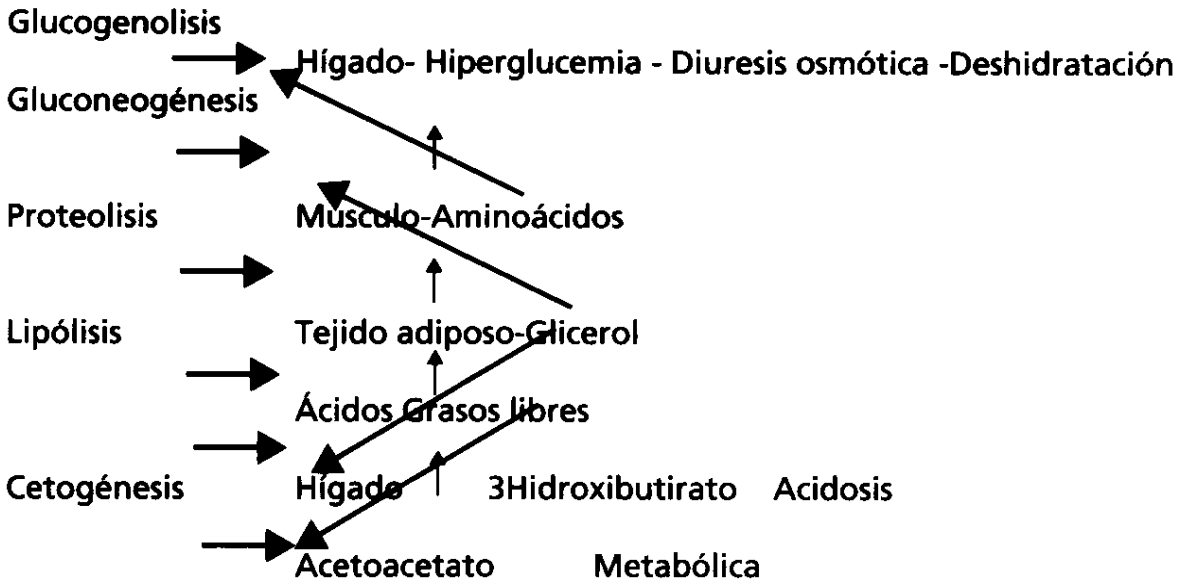 Glucogenolisis
Hígado- Hiperglucemia - Diuresis osmótica -Deshidratación
Gluconeogénesis
Proteolisis Músculo-Aminoácidos
Lipólisis Tejido adiposo-Glicerol
Ácidos Grasos libres
Cetogénesis Hígado 3Hidroxibutirato Acidosis
Acetoacetato Metabólica